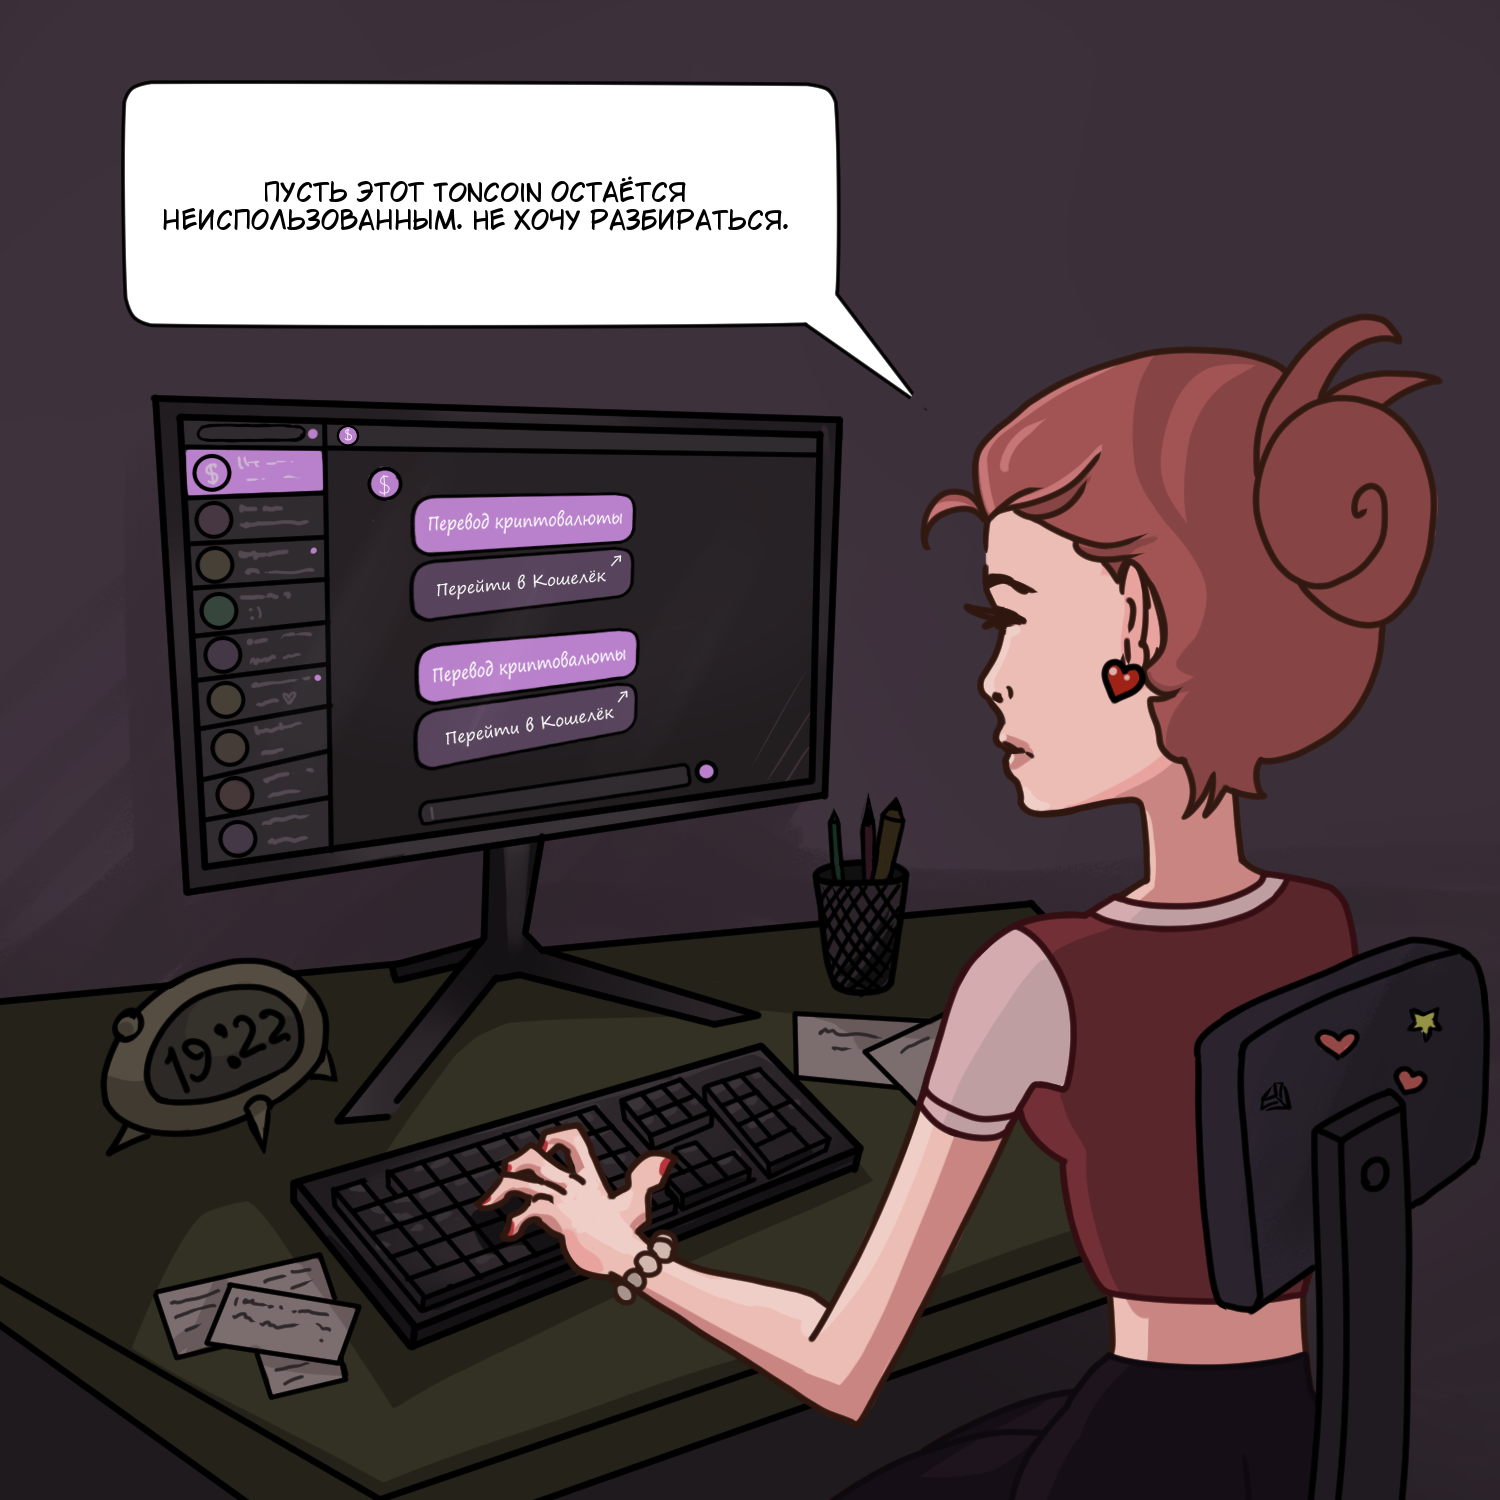 ПУСТЬ ЭТОТ TONCOIN ОСТАЁТСЯ
НЕИСПОЛЬЗОВАННЫМ. НЕ ХОЧУ РАЗБИРАТЬСЯ.
$
$
$
Перевод криптовалюты
Перейти в Кошелёк
Перевод криптовалюты
Перейти в Кошелёк
:)
19:22